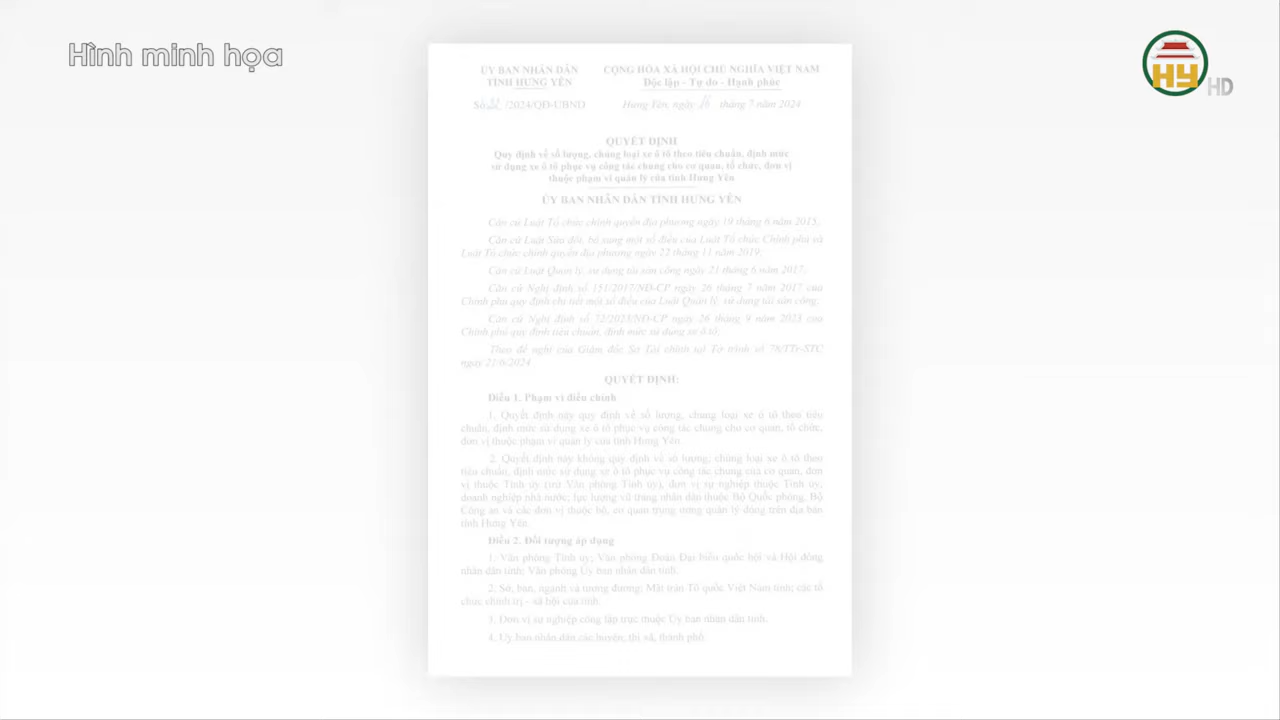 Hình minh họa
HY HD
ỦY BAN NHÂN DÂN
TỈNH HƯNG YÊN
CỘNG HÒA XÃ HỘI CHỦ NGHĨA VIỆT NAM
Độc lập - Tự do - Hạnh phúc
Số: /2024/QĐ-UBND
Hưng Yên, ngày 16 tháng 7 năm 2024
QUYẾT ĐỊNH
Quy định về số lượng, chủng loại xe ô tô theo tiêu chuẩn, định mức
sử dụng xe ô tô phục vụ công tác chung cho cơ quan, tổ chức, đơn vị
thuộc phạm vi quản lý của tỉnh Hưng Yên
ỦY BAN NHÂN DÂN TỈNH HƯNG YÊN
Căn cứ Luật Tổ chức chính quyền địa phương ngày 19 tháng 6 năm 2015;
Căn cứ Luật Sửa đổi, bổ sung một số điều của Luật Tổ chức Chính phủ và
Luật Tổ chức chính quyền địa phương ngày 22 tháng 11 năm 2019;
Căn cứ Luật Quản lý, sử dụng tài sản công ngày 21 tháng 6 năm 2017;
Căn cứ Nghị định số 151/2017/NĐ-CP ngày 26 tháng 7 năm 2017 của
Chính phủ quy định chi tiết một số điều của Luật Quản lý, sử dụng tài sản công;
Căn cứ Nghị định số 72/2023/NĐ-CP ngày 26 tháng 9 năm 2023 của
Chính phủ quy định tiêu chuẩn, định mức sử dụng xe ô tô;
Theo đề nghị của Giám đốc Sở Tài chính tại Tờ trình số 78/TTr-STC
ngày 21/6/2024
QUYẾT ĐỊNH:
Điều 1. Phạm vi điều chỉnh
1. Quyết định này quy định về số lượng, chủng loại xe ô tô theo tiêu
chuẩn, định mức sử dụng xe ô tô phục vụ công tác chung cho cơ quan, tổ chức,
đơn vị thuộc phạm vi quản lý của tỉnh Hưng Yên.
2. Quyết định này không quy định về số lượng, chủng loại xe ô tô theo
tiêu chuẩn, định mức sử dụng xe ô tô phục vụ công tác chung của cơ quan, đơn
vị thuộc Tỉnh ủy (trừ Văn phòng Tỉnh ủy), đơn vị sự nghiệp thuộc Tỉnh ủy;
doanh nghiệp nhà nước; lực lượng vũ trang nhân dân thuộc Bộ Quốc phòng, Bộ
Công an và các đơn vị thuộc bộ, cơ quan trung ương quản lý đóng trên địa bàn
tỉnh Hưng Yên.
Điều 2. Đối tượng áp dụng
1. Văn phòng Tỉnh ủy; Văn phòng Đoàn Đại biểu quốc hội và Hội đồng
nhân dân tỉnh; Văn phòng Ủy ban nhân dân tỉnh.
2. Sở, ban, ngành và tương đương; Mặt trận Tổ quốc Việt Nam tỉnh; các tổ
chức chính trị - xã hội của tỉnh.
3. Đơn vị sự nghiệp công lập trực thuộc Ủy ban nhân dân tỉnh.
4. Ủy ban nhân dân các huyện, thị xã, thành phố.